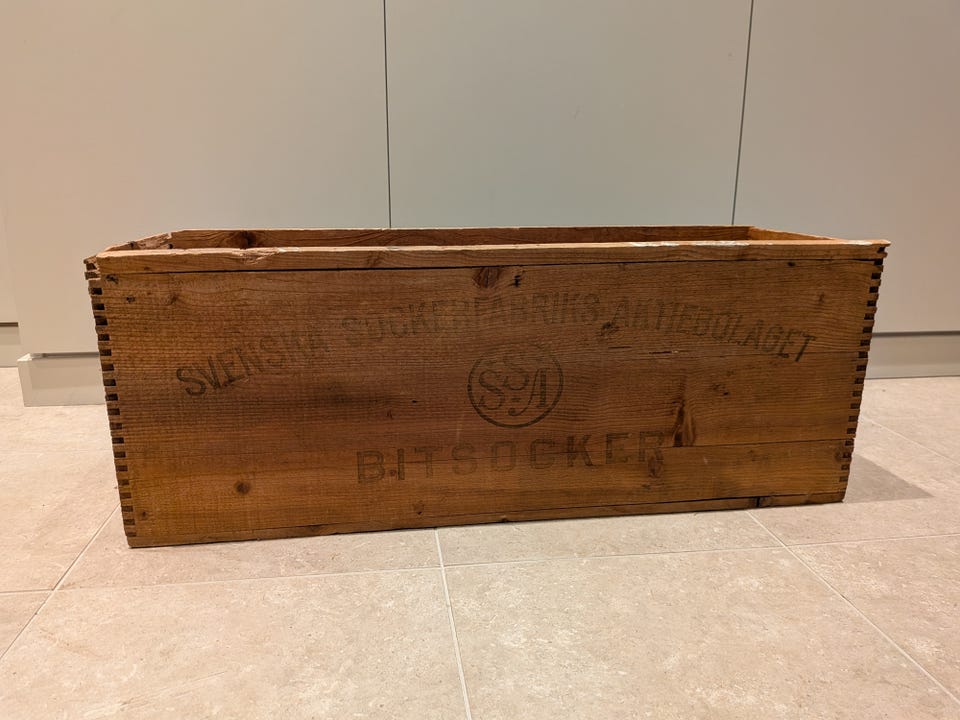 SVENSKA SOCKERFABRIKS AKTIEBOLAGET
SSA
BITSOCKER